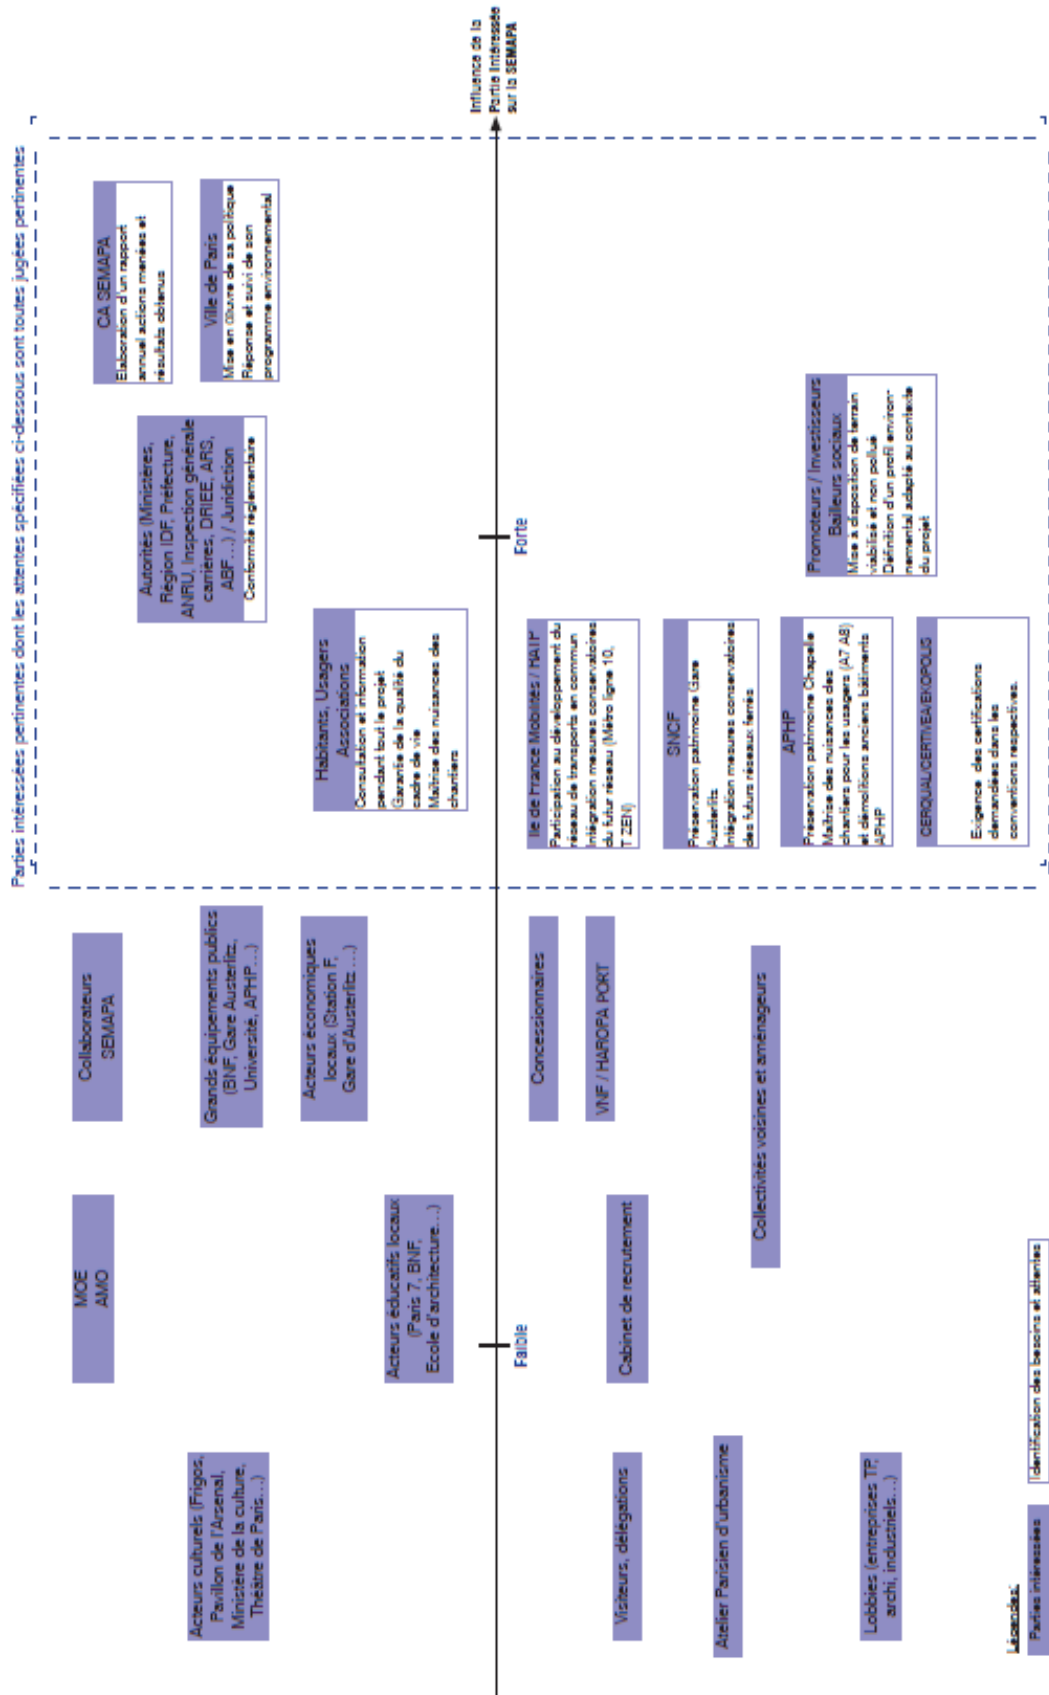 Parties intéressées pertinentes dont les attentes spécifiées ci-dessous sont toutes jugées pertinentes
CA SEMAPA
Elaboration d'un rapport
annuel actions menées et
résultats obtenus
Ville de Paris
Mise en Œuvre de sa politique
Réponse et suivi de son
programme environnemental
Autorités (Ministères,
Région IDF, Préfecture,
ANRU, Inspection générale
carrières, DRIEE, ARS,
ABF...) / Juridiction
Conformité réglementaire
Habitants, Usagers
Associations
Consultation et information
pendant tout le projet
Garantie de la qualité du
cadre de vie
Maîtrise des nuisances des
chantiers
Collaborateurs
SEMAPA
Grands équipements publics
(BNF, Gare Austerlitz,
Université, APHP...)
Acteurs économiques
locaux (Station F,
Gare d'Austerlitz ...)
MOE
AMO
Acteurs éducatifs locaux
(Paris 7, BNF,
Ecole d'architecture...)
Acteurs culturels (Frigos,
Pavillon de l'Arsenal,
Ministère de la culture,
Théâtre de Paris...)
Influence de la
Partie Intéressée
sur la SEMAPA
Forte
Faible
Ile de France Mobilités / RATP
Participation au développement du
réseau de transports en commun
Intégration mesures conservatoires
du futur réseau (Métro ligne 10,
T ZEN)
SNCF
Préservation patrimoine Gare
Austerlitz
Intégration mesures conservatoires
des futurs réseaux ferrés
APHP
Préservation patrimoine Chapelle
Maîtrise des nuisances des
chantiers pour les usagers (A7 A8)
et démolitions anciens bâtiments
APHP
CERQUAL/CERTIVEA/EKOPOLIS
Exigence des certifications
demandées dans les
conventions respectives.
Promoteurs / Investisseurs
Bailleurs sociaux
Mise à disposition de terrain
viabilisé et non pollué
Définition d'un profil environ-
nemental adapté au contexte
du projet
Concessionnaires
VNF / HAROPA PORT
Collectivités voisines et aménageurs
Cabinet de recrutement
Visiteurs, délégations
Atelier Parisien d'urbanisme
Lobbies (entreprises TP,
archi, industriels...)
Légendes:
Parties intéressées
Identification des besoins et attentes